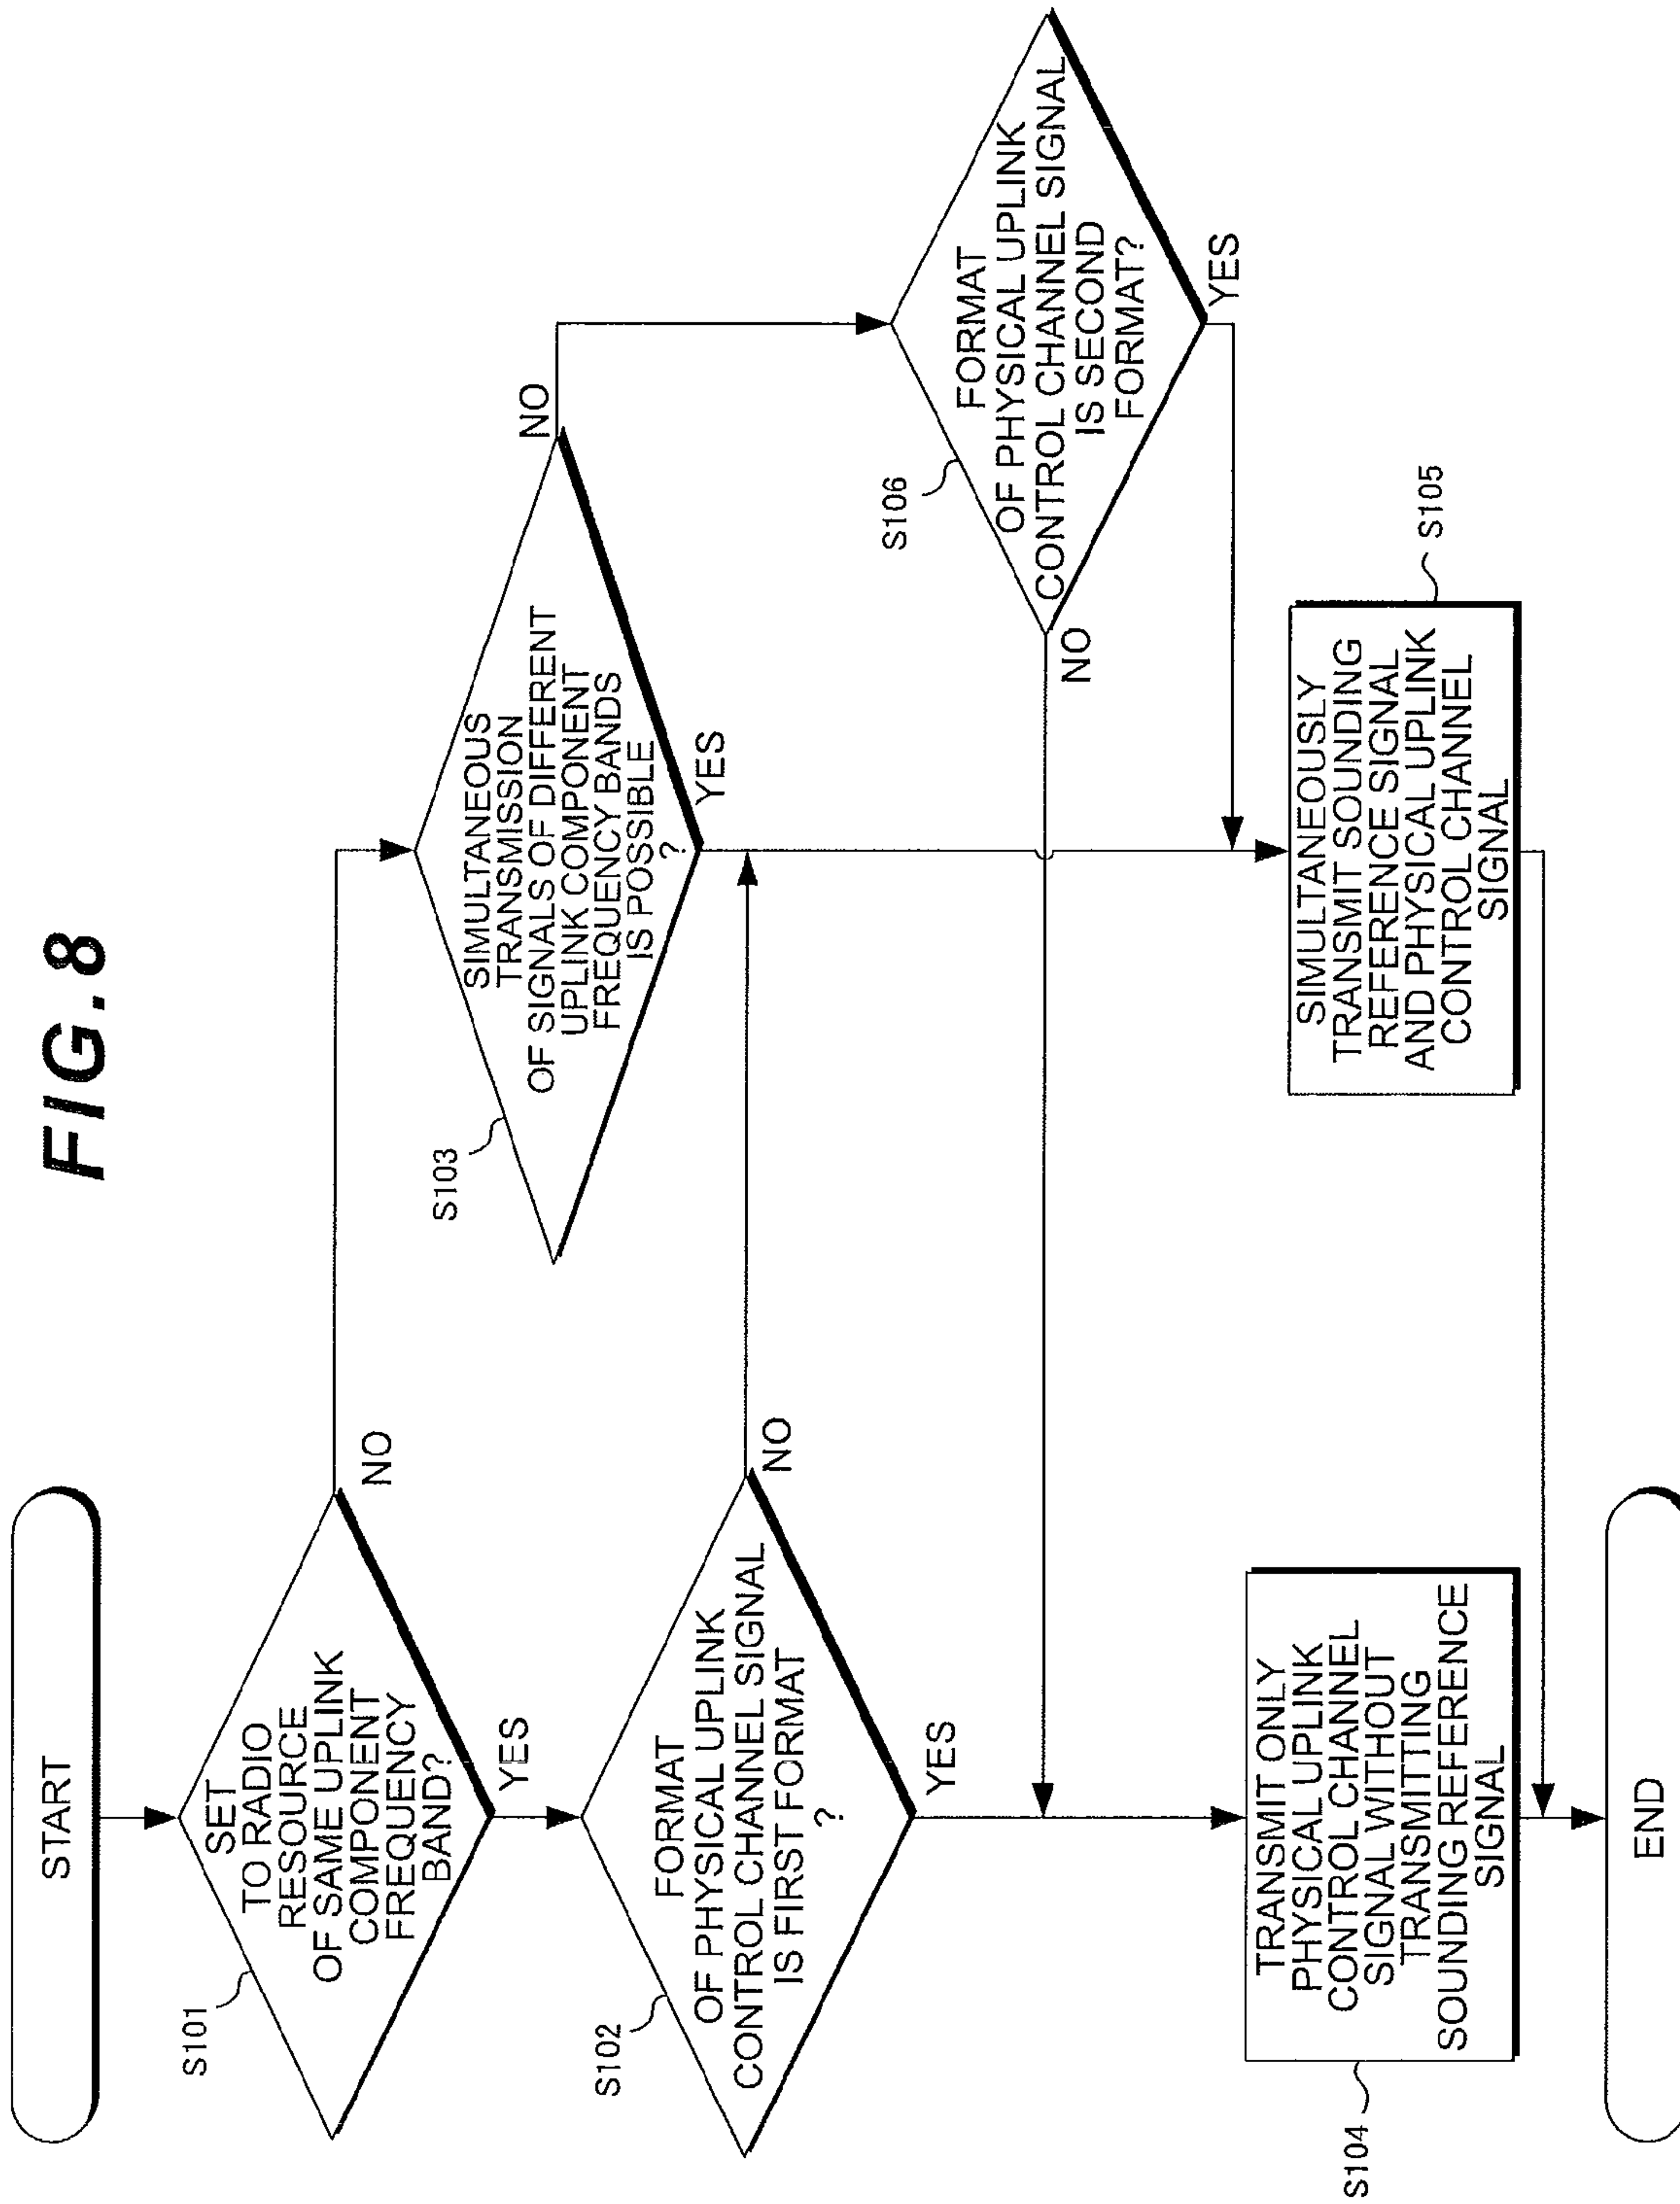 FIG.8
START
S101
SET
TO RADIO
RESOURCE
OF SAME UPLINK
COMPONENT
FREQUENCY
BAND?
NO
YES
S102
FORMAT
OF PHYSICAL UPLINK
CONTROL CHANNEL SIGNAL
IS FIRST FORMAT
?
NO
YES
S103
SIMULTANEOUS
TRANSMISSION
OF SIGNALS OF DIFFERENT
UPLINK COMPONENT
FREQUENCY BANDS
IS POSSIBLE
?
NO
YES
S106
FORMAT
OF PHYSICAL UPLINK
CONTROL CHANNEL SIGNAL
IS SECOND
FORMAT?
NO
YES
S104
TRANSMIT ONLY
PHYSICAL UPLINK
CONTROL CHANNEL
SIGNAL WITHOUT
TRANSMITTING
SOUNDING REFERENCE
SIGNAL
S105
SIMULTANEOUSLY
TRANSMIT SOUNDING
REFERENCE SIGNAL
AND PHYSICAL UPLINK
CONTROL CHANNEL
SIGNAL
END